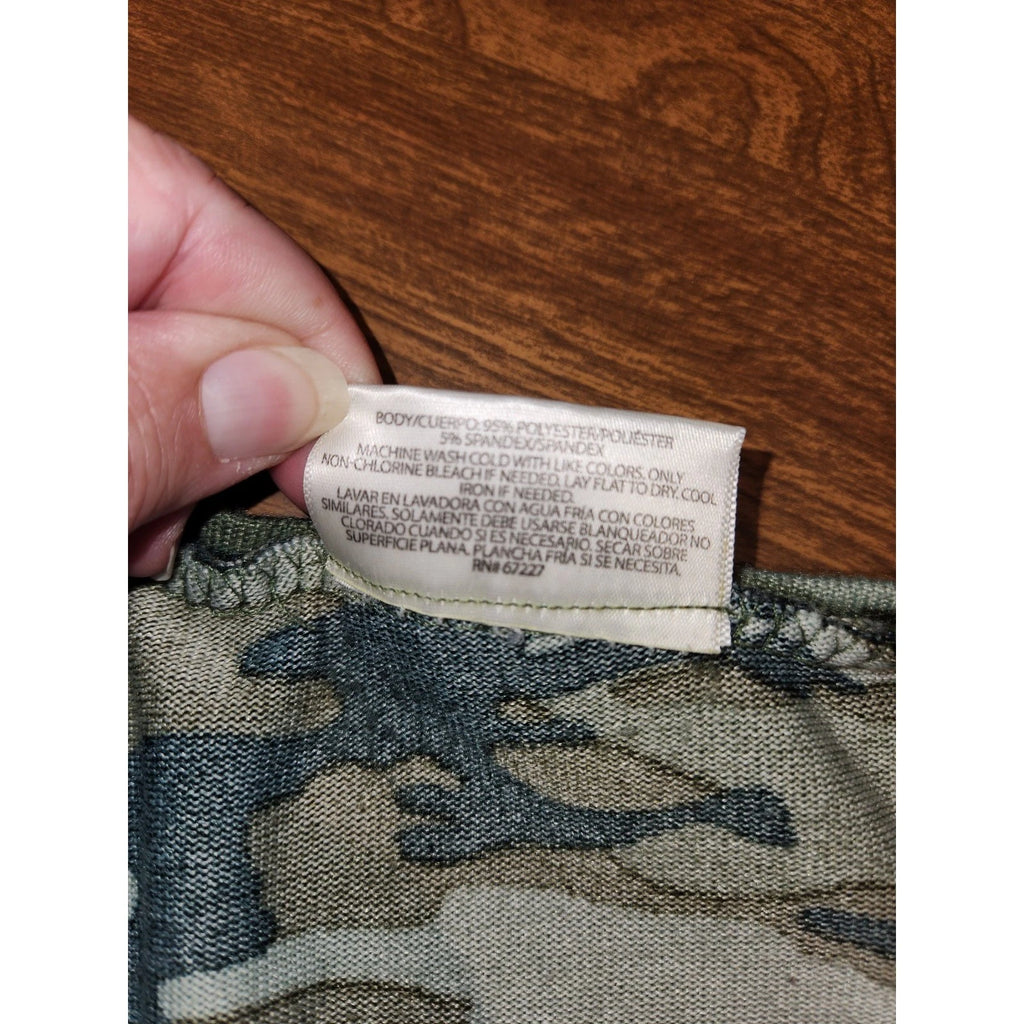 BODY/CUERPO: 95% POLYESTER/POLIÉSTER
5% SPANDEX/SPANDEX
MACHINE WASH COLD WITH LIKE COLORS. ONLY
NON-CHLORINE BLEACH IF NEEDED. LAY FLAT TO DRY. COOL
IRON IF NEEDED.
LAVAR EN LAVADORA CON AGUA FRÍA CON COLORES
SIMILARES. SOLAMENTE DEBE USARSE BLANQUEADOR NO
CLORADO CUANDO SI ES NECESARIO. SECAR SOBRE
SUPERFICIE PLANA. PLANCHA FRÍA SI SE NECESITA.
RN# 67227